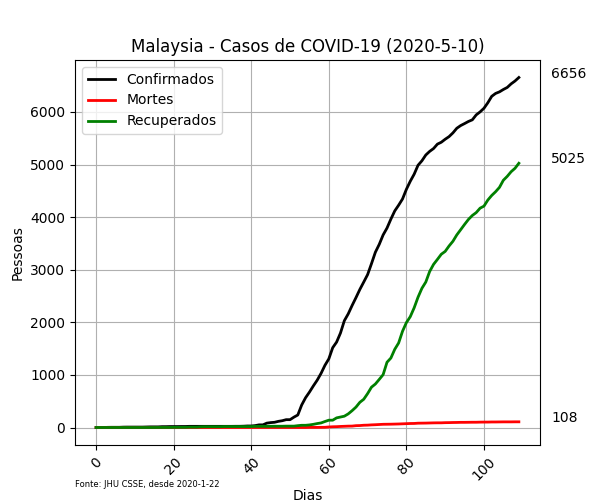 Malaysia - Casos de COVID-19 (2020-5-10)
Confirmados
Mortes
Recuperados
6656
5025
108
Pessoas
6000
5000
4000
3000
2000
1000
0
0
20
40
60
80
100
Fonte: JHU CSSE, desde 2020-1-22
Dias